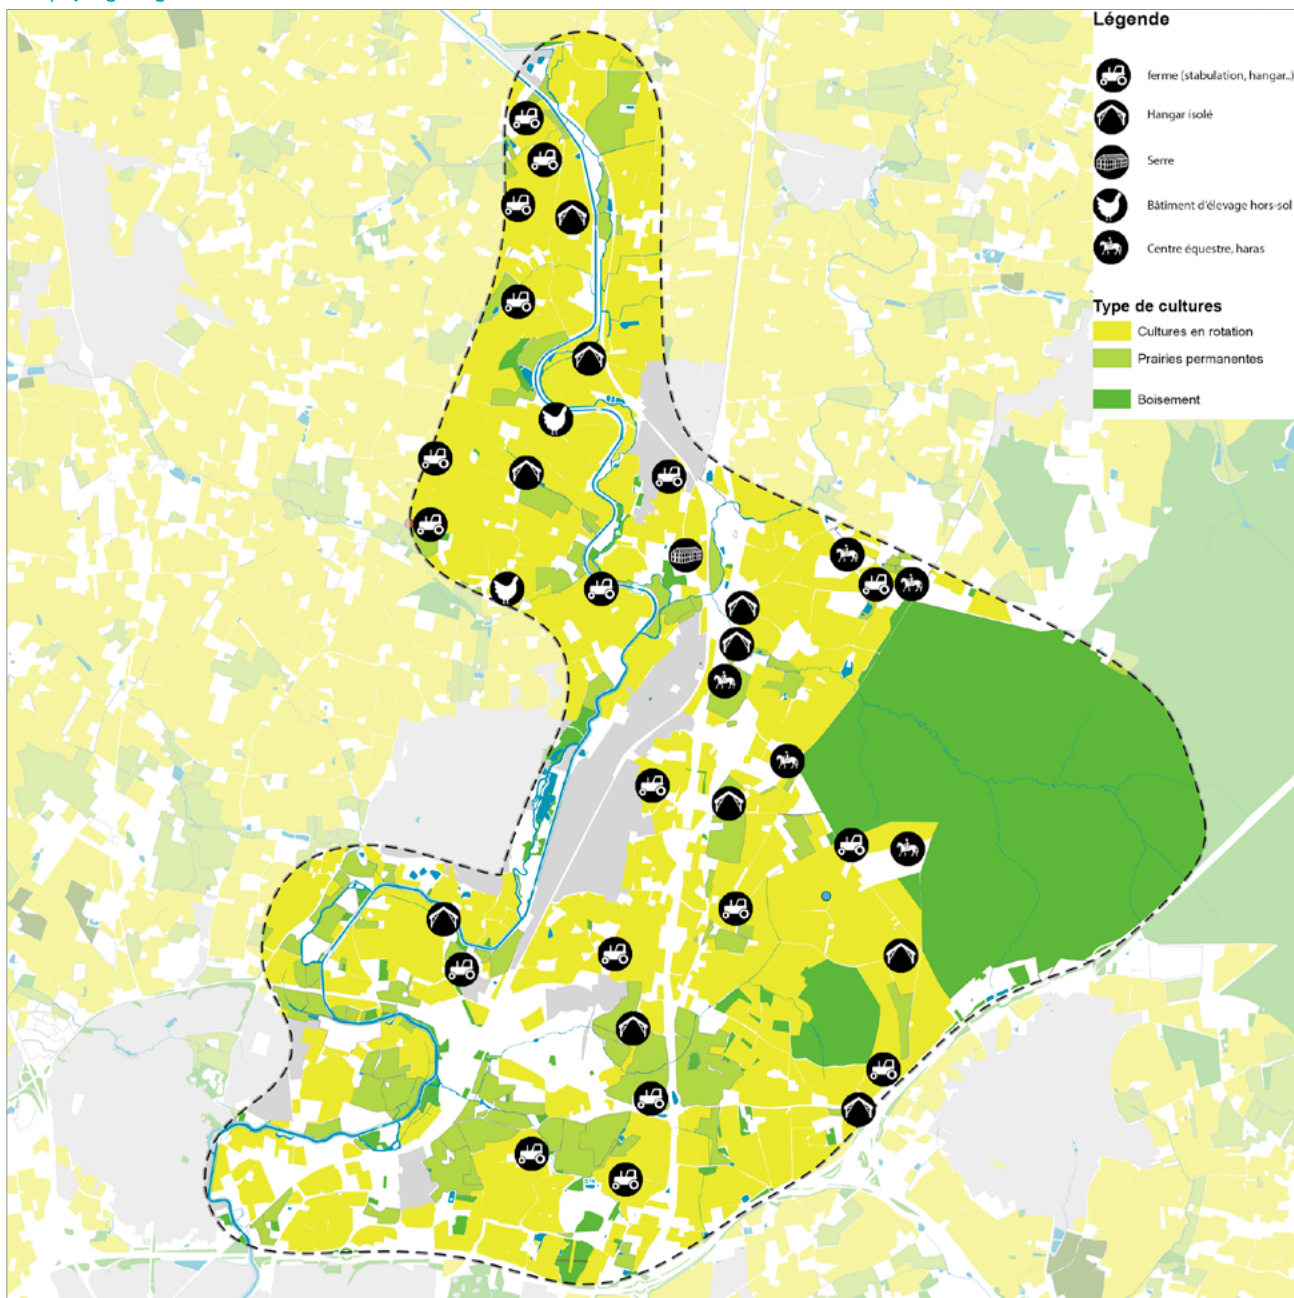 Légende
ferme (stabulation, hangar...)
Hangar isolé
Serre
Bâtiment d'élevage hors-sol
Centre équestre, haras
Type de cultures
Cultures en rotation
Prairies permanentes
Boisement